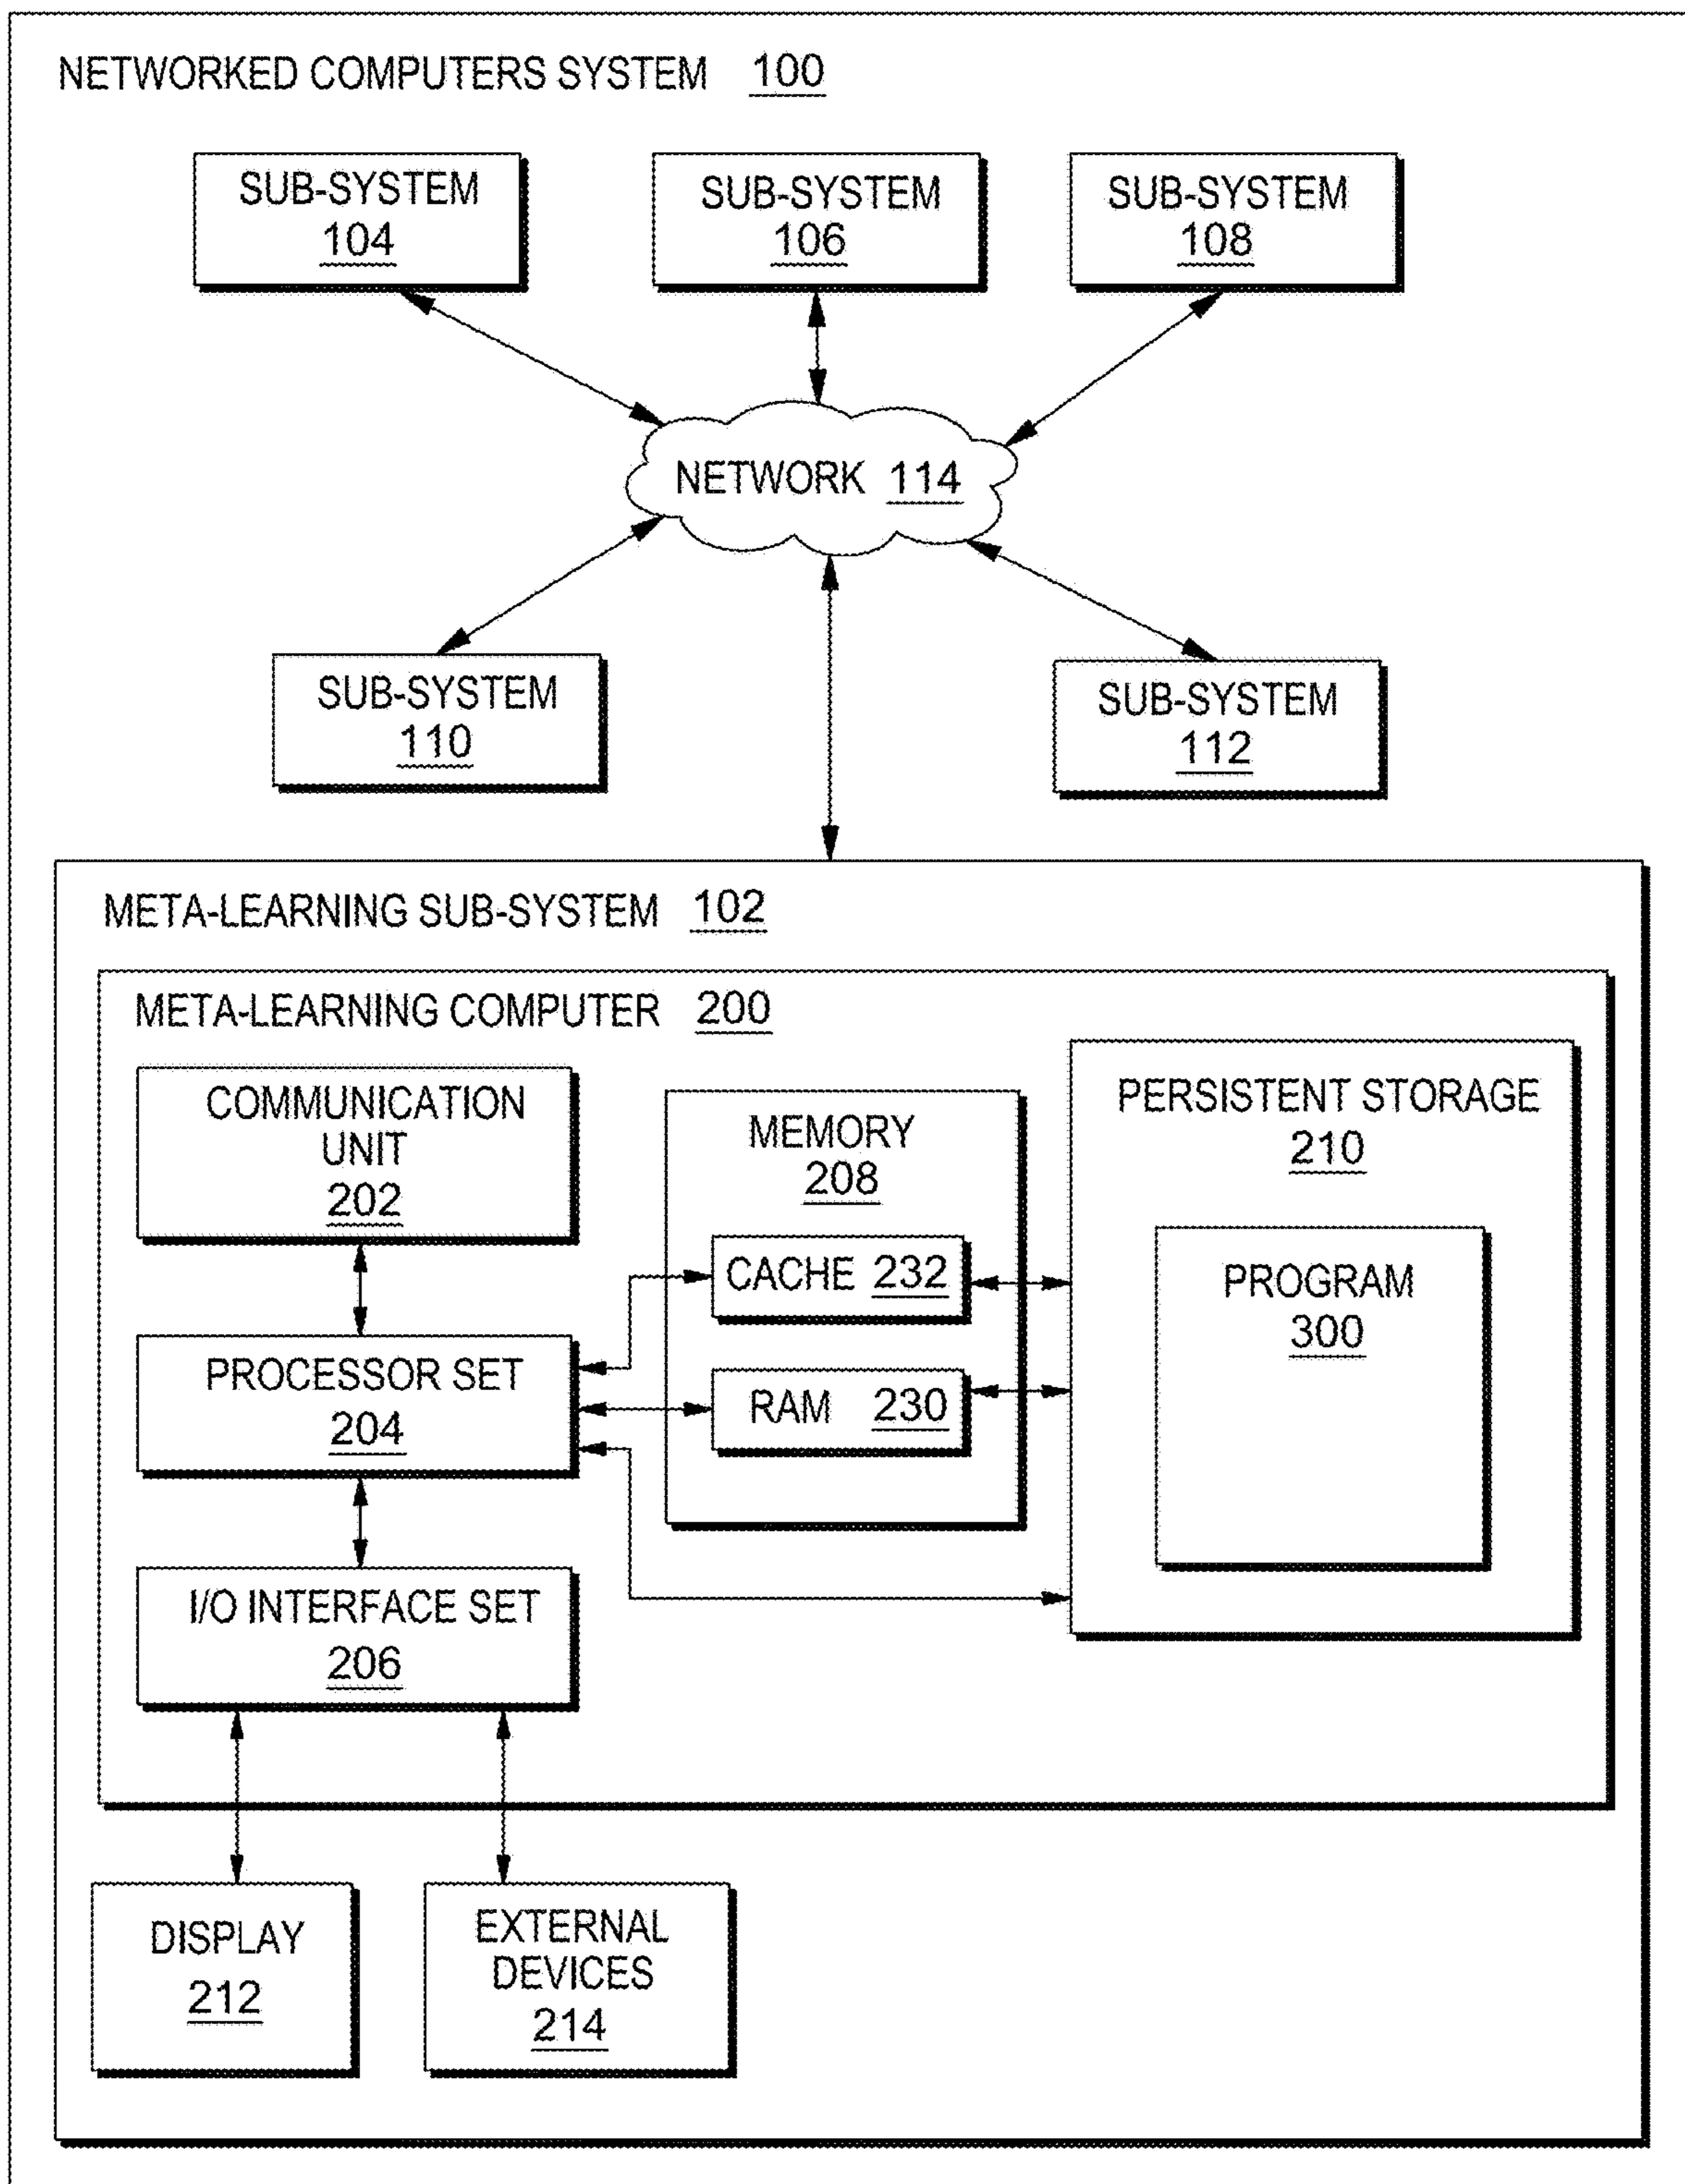 NETWORKED COMPUTERS SYSTEM 100
SUB-SYSTEM
104
SUB-SYSTEM
106
SUB-SYSTEM
108
NETWORK 114
SUB-SYSTEM
110
SUB-SYSTEM
112
META-LEARNING SUB-SYSTEM 102
META-LEARNING COMPUTER 200
COMMUNICATION
UNIT
202
PROCESSOR SET
204
I/O INTERFACE SET
206
MEMORY
208
CACHE 232
RAM 230
PERSISTENT STORAGE
210
PROGRAM
300
DISPLAY
212
EXTERNAL
DEVICES
214